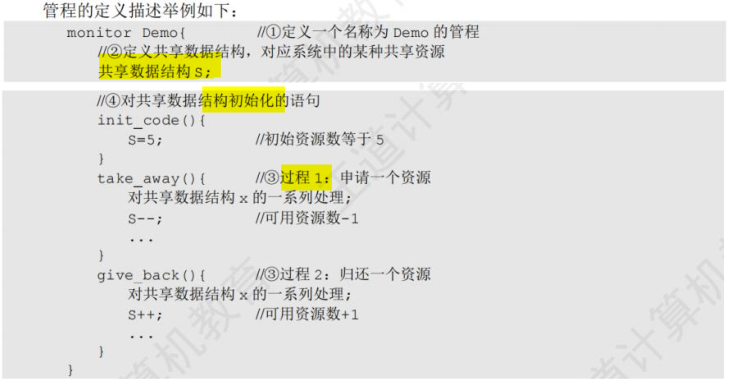 管程的定义描述举例如下:
monitor Demo{ //①定义一个名称为 Demo 的管程
//②定义共享数据结构,对应系统中的某种共享资源
共享数据结构 S;
//④对共享数据结构初始化的语句
init_code(){
S=5; //初始资源数等于 5
}
take_away(){ //③过程 1:申请一个资源
对共享数据结构 x 的一系列处理;
S--; //可用资源数-1
...
}
give_back(){ //③过程 2:归还一个资源
对共享数据结构 x 的一系列处理;
S++; //可用资源数+1
...
}
}